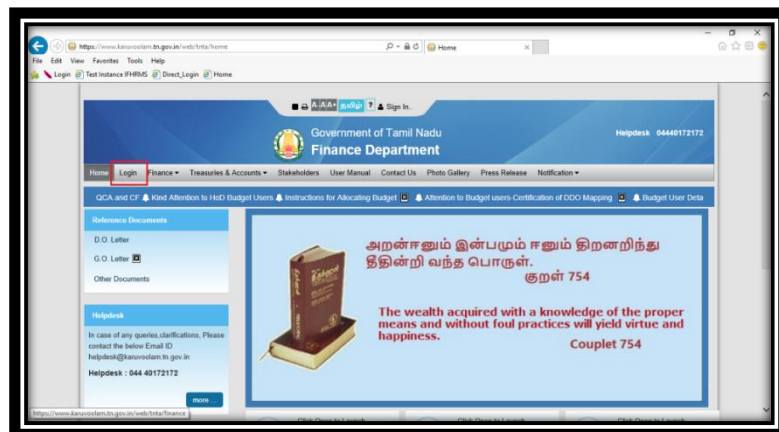 https://www.karuvoolam.tn.gov.in/web/tnta/home
Home
File Edit View Favorites Tools Help
Login Test Instance IFHRMS Direct_Login Home
A- A A+ தமிழ் ? Sign In..
Government of Tamil Nadu
Finance Department
Helpdesk 04440172172
Home Login Finance Treasuries & Accounts Stakeholders User Manual Contact Us Photo Gallery Press Release Notification
QCA and CF Kind Attention to HoD Budget Users Instructions for Allocating Budget Attention to Budget users-Certification of DDO Mapping Budget User Deta
Reference Documents
D.O. Letter
G.O. Letter
Other Documents
அறன்ஈனும் இன்பமும் ஈனும் திறனறிந்து
தீதின்றி வந்த பொருள்.
குறள் 754
The wealth acquired with a knowledge of the proper
means and without foul practices will yield virtue and
happiness.
Couplet 754
Helpdesk
In case of any queries,clarifications, Please
contact the below Email ID
helpdesk@karuvoolam.tn.gov.in
Helpdesk : 044 40172172
more ...
https://www.karuvoolam.tn.gov.in/web/tnta/finance